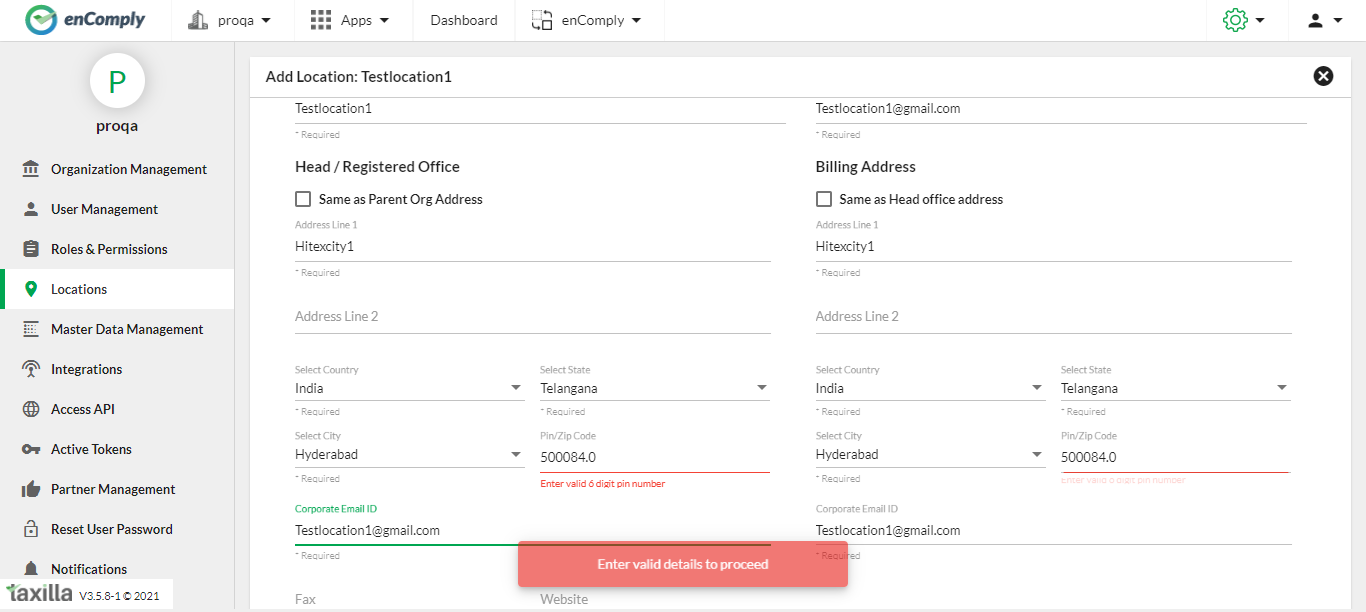 enComply proqa Apps Dashboard enComply
P
proqa
Organization Management
User Management
Roles & Permissions
Locations
Master Data Management
Integrations
Access API
Active Tokens
Partner Management
Reset User Password
Notifications
taxilla V3.5.8-1 © 2021
Add Location: Testlocation1
Testlocation1 Testlocation1@gmail.com
* Required * Required
Head / Registered Office Billing Address
Same as Parent Org Address Same as Head office address
Address Line 1 Address Line 1
Hitexcity1 Hitexcity1
* Required * Required
Address Line 2 Address Line 2
Select Country Select State Select Country Select State
India Telangana India Telangana
* Required * Required * Required * Required
Select City Pin/Zip Code Select City Pin/Zip Code
Hyderabad 500084.0 Hyderabad 500084.0
* Required Enter valid 6 digit pin number * Required Enter valid 6 digit pin number
Corporate Email ID Corporate Email ID
Testlocation1@gmail.com Testlocation1@gmail.com
* Required * Required
Enter valid details to proceed
Fax Website